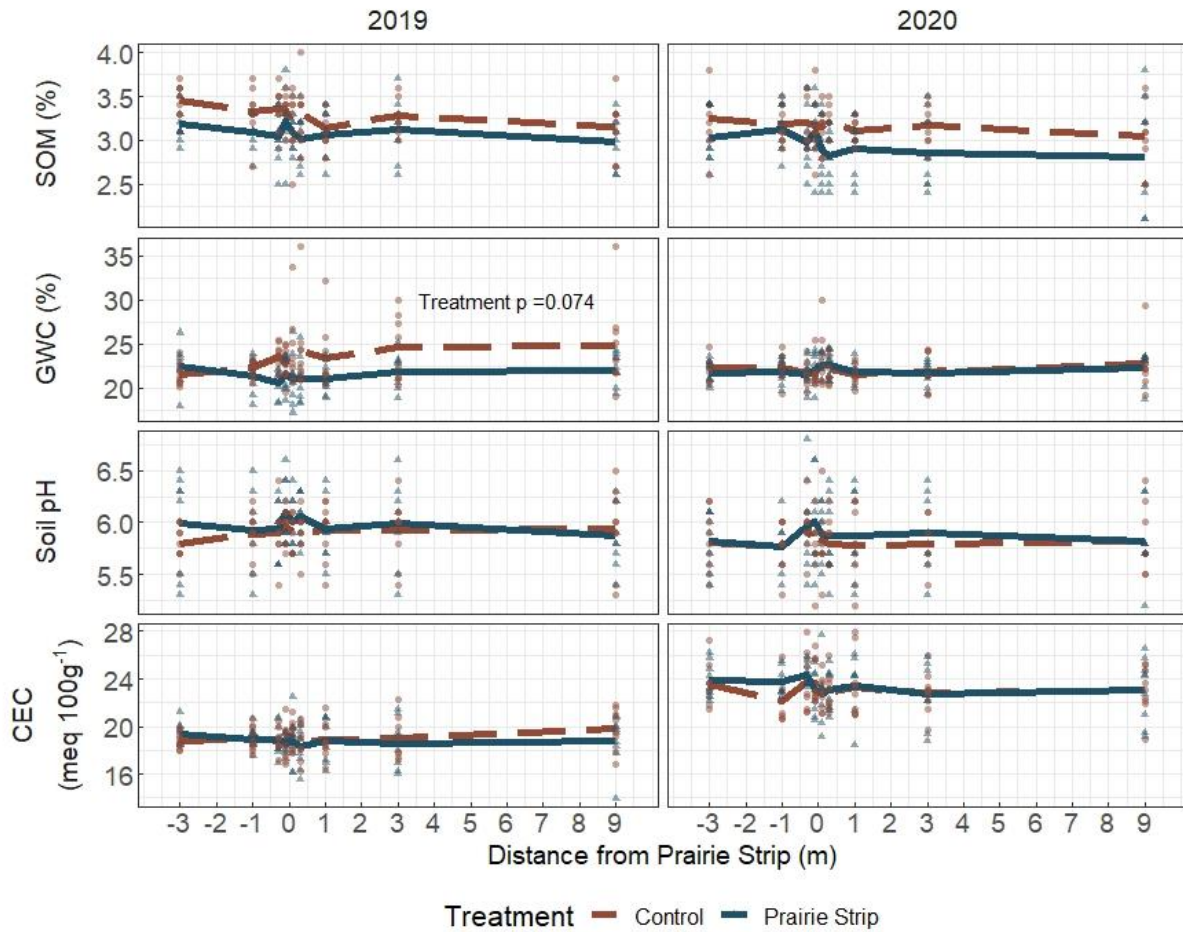 2019 2020
SOM (%)
4.0
3.5
3.0
2.5
GWC (%)
35
30
25
20
Treatment p =0.074
Soil pH
6.5
6.0
5.5
CEC
(meq 100g⁻¹)
28
24
20
16
-3 -2 -1 0 1 2 3 4 5 6 7 8 9 -3 -2 -1 0 1 2 3 4 5 6 7 8 9
Distance from Prairie Strip (m)
Treatment Control Prairie Strip